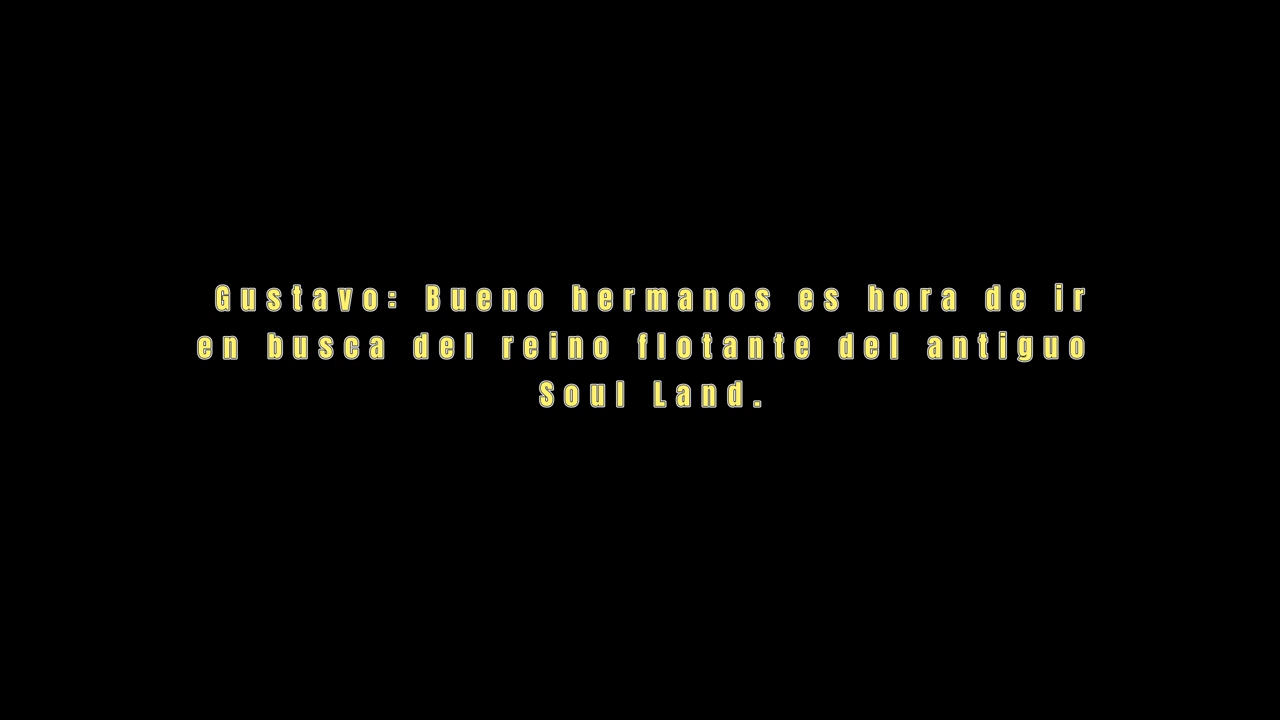 Gustavo: Bueno hermanos es hora de ir
en busca del reino flotante del antiguo
Soul Land.